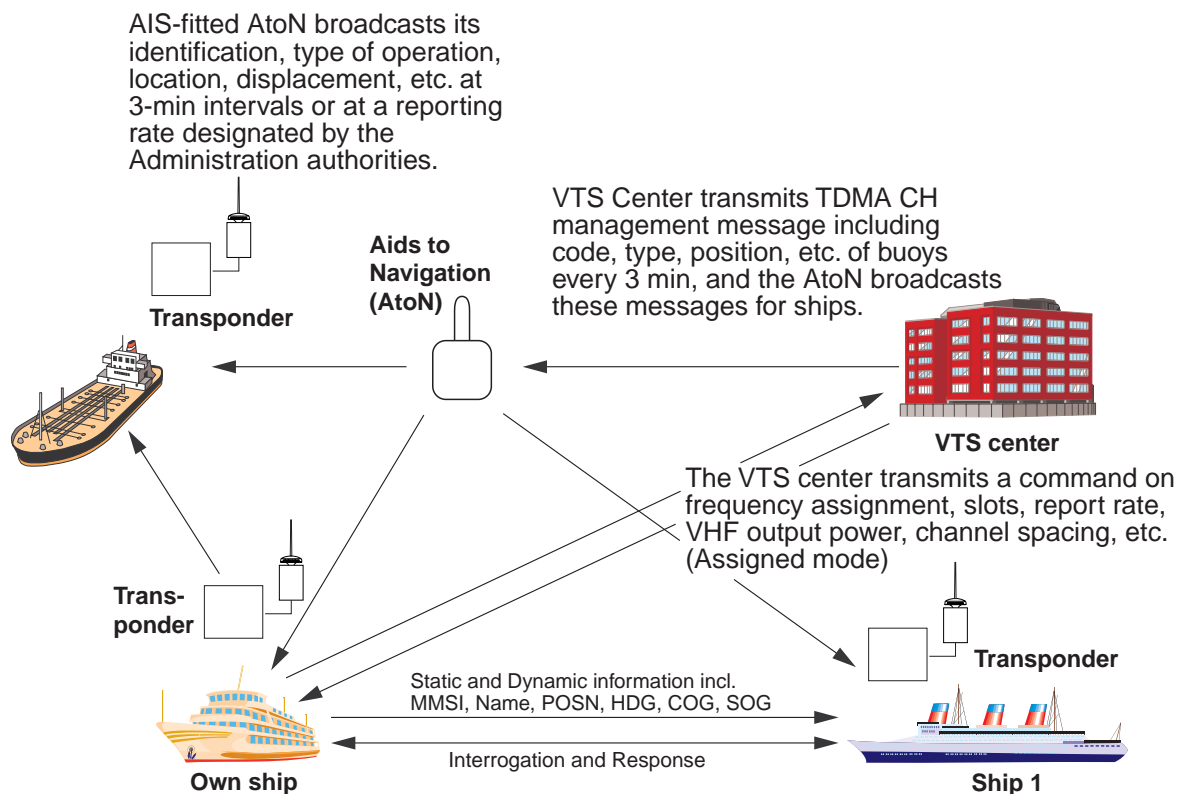 AIS-fitted AtoN broadcasts its
identification, type of operation,
location, displacement, etc. at
3-min intervals or at a reporting
rate designated by the
Administration authorities.
VTS Center transmits TDMA CH
management message including
code, type, position, etc. of buoys
every 3 min, and the AtoN broadcasts
these messages for ships.
Aids to
Navigation
(AtoN)
Transponder
VTS center
The VTS center transmits a command on
frequency assignment, slots, report rate,
VHF output power, channel spacing, etc.
(Assigned mode)
Trans-
ponder
Transponder
Static and Dynamic information incl.
MMSI, Name, POSN, HDG, COG, SOG
Interrogation and Response
Own ship
Ship 1